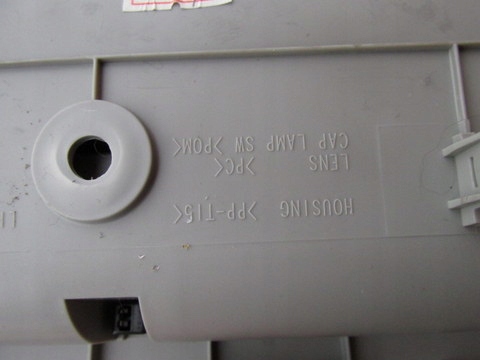 HOUSING >PP-T15<
LENS >PC<
CAP LAMP SW >POM<